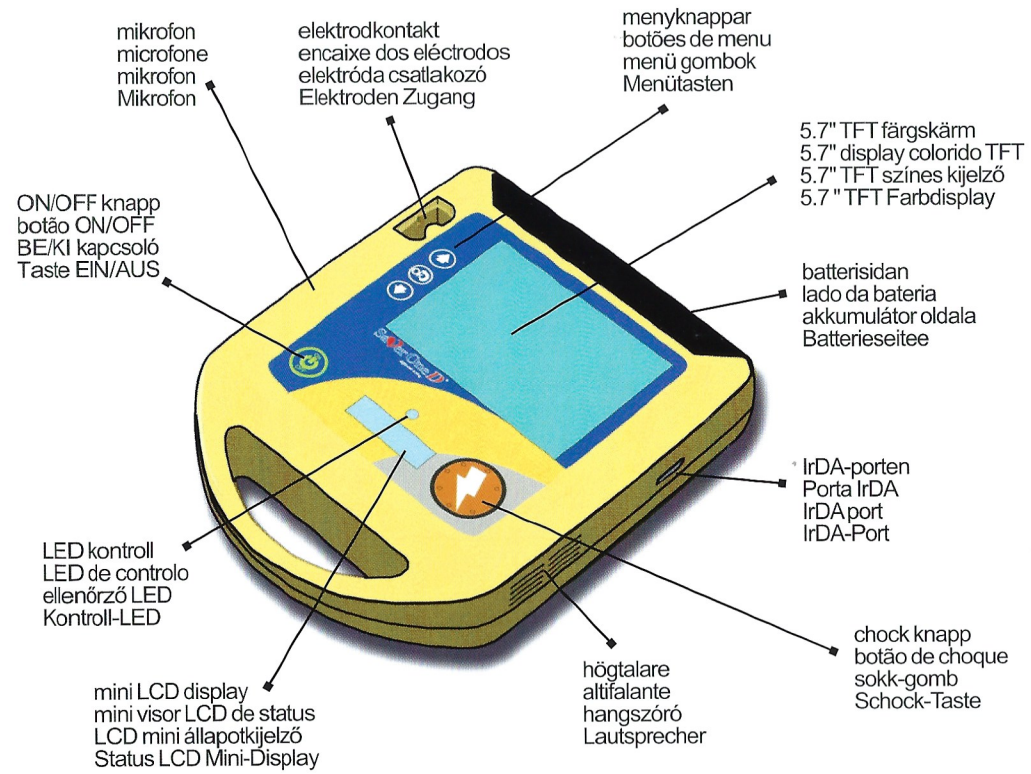 mikrofon
microfone
mikrofon
Mikrofon
elektrodkontakt
encaixe dos eléctrodos
elektróda csatlakozó
Elektroden Zugang
menyknappar
botões de menu
menü gombok
Menütasten
5.7" TFT färgskärm
5.7" display colorido TFT
5.7" TFT színes kijelző
5.7 " TFT Farbdisplay
ON/OFF knapp
botão ON/OFF
BE/KI kapcsoló
Taste EIN/AUS
batterisidan
lado da bateria
akkumulátor oldala
Batterieseitee
Saver One D
IrDA-porten
Porta IrDA
IrDA port
IrDA-Port
LED kontroll
LED de controlo
ellenőrző LED
Kontroll-LED
chock knapp
botão de choque
sokk-gomb
Schock-Taste
högtalare
altifalante
hangszóró
Lautsprecher
mini LCD display
mini visor LCD de status
LCD mini állapotkijelző
Status LCD Mini-Display